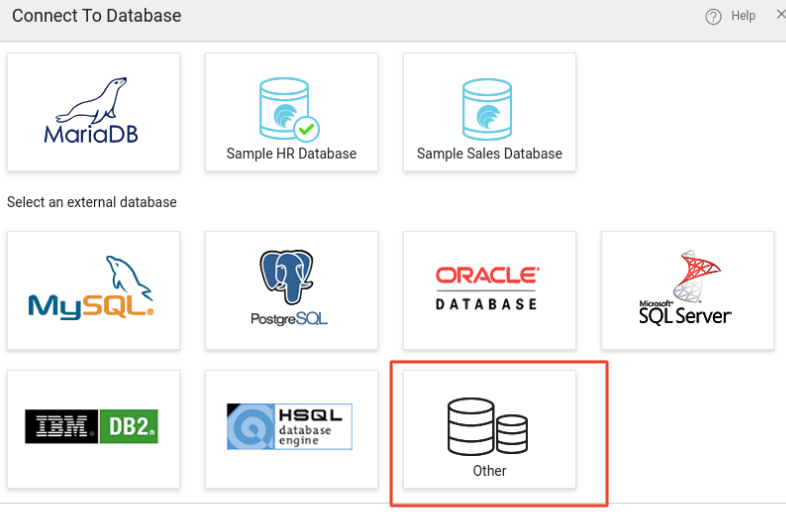 Connect To Database
Help
MariaDB
Sample HR Database
Sample Sales Database
Select an external database
MySQL®
PostgreSQL
ORACLE®
DATABASE
Microsoft®
SQL Server®
IBM® DB2®
HSQL
database
engine
Other